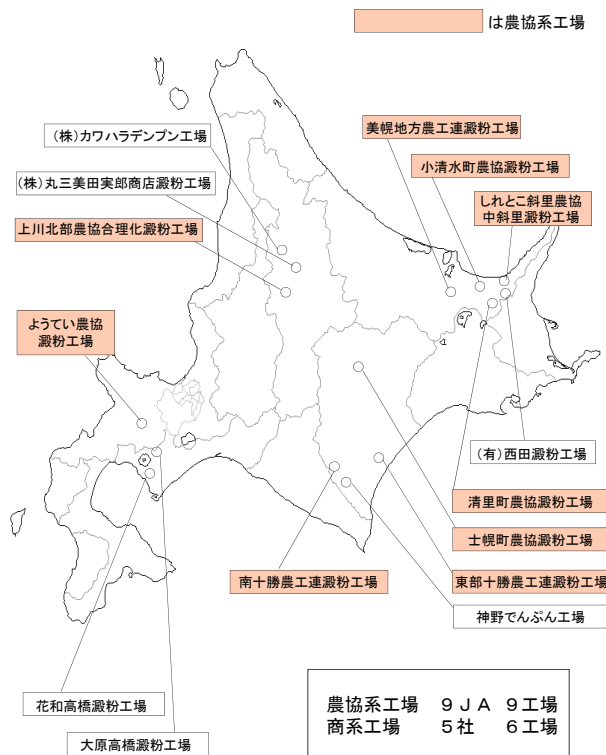 は農協系工場
(株)カワハラデンプン工場
美幌地方農工連澱粉工場
小清水町農協澱粉工場
(株)丸三美田実郎商店澱粉工場
しれとこ斜里農協
中斜里澱粉工場
上川北部農協合理化澱粉工場
ようてい農協
澱粉工場
(有)西田澱粉工場
清里町農協澱粉工場
士幌町農協澱粉工場
南十勝農工連澱粉工場
東部十勝農工連澱粉工場
神野でんぷん工場
花和高橋澱粉工場
大原高橋澱粉工場
農協系工場 9JA 9工場
商系工場 5社 6工場